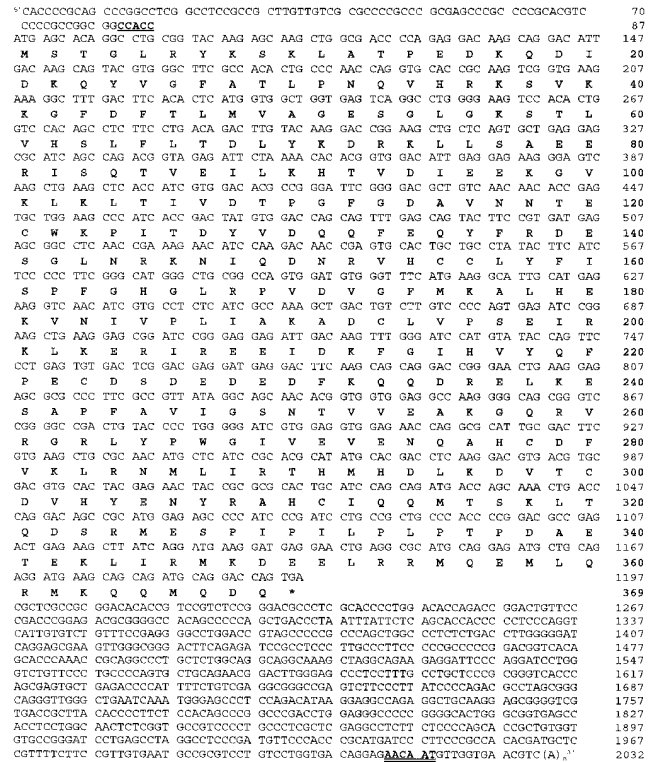 5'CACCCCGCAG CCCGGCCTCG GCCTCCGCCG CTTGTTGTCG CGCCCCGCCC GCGAGCCCGC CCCGCACGTC 70
CCCCGCCGGC GGCCACC 87
ATG AGC ACA GGC CTG CGG TAC AAG AGC AAG CTG GCG ACC CCA GAG GAC AAG CAG GAC ATT 147
M S T G L R Y K S K L A T P E D K Q D I 20
GAC AAG CAG TAC GTG GGC TTC GCC ACA CTG CCC AAC CAG GTG CAC CGC AAG TCG GTG AAG 207
D K Q Y V G F A T L P N Q V H R K S V K 40
AAA GGC TTT GAC TTC ACA CTC ATG GTG GCT GGT GAG TCA GGC CTG GGG AAG TCC ACA CTG 267
K G F D F T L M V A G E S G L G K S T L 60
GTC CAC AGC CTC TTC CTG ACA GAC TTG TAC AAG GAC CGG AAG CTG CTC AGT GCT GAG GAG 327
V H S L F L T D L Y K D R K L L S A E E 80
CGC ATC AGC CAG ACG GTA GAG ATT CTA AAA CAC ACG GTG GAC ATT GAG GAG AAG GGA GTC 387
R I S Q T V E I L K H T V D I E E K G V 100
AAG CTG AAG CTC ACC ATC GTG GAC ACG CCG GGA TTC GGG GAC GCT GTC AAC AAC ACC GAG 447
K L K L T I V D T P G F G D A V N N T E 120
TGC TGG AAG CCC ATC ACC GAC TAT GTG GAC CAG CAG TTT GAG CAG TAC TTC CGT GAT GAG 507
C W K P I T D Y V D Q Q F E Q Y F R D E
AGC GGC CTC AAC CGA AAG AAC ATC CAA GAC AAC CGA GTG CAC TGC TGC CTA TAC TTC ATC 567
S G L N R K N I Q D N R V H C C L Y F I
TCC CCC TTC GGG CAT GGG CTG CGG CCA GTG GAT GTG GGT TTC ATG AAG GCA TTG CAT GAG 627
S P F G H G L R P V D V G F M K A L H E 180
AAG GTC AAC ATC GTG CCT CTC ATC GCC AAA GCT GAC TGT CTT GTC CCC AGT GAG ATC CGG 687
K V N I V P L I A K A D C L V P S E I R 200
AAG CTG AAG GAG CGG ATC CGG GAG GAG ATT GAC AAG TTT GGG ATC CAT GTA TAC CAG TTC 747
K L K E R I R E E I D K F G I H V Y Q F 220
CCT GAG TGT GAC TCG GAC GAG GAT GAG GAC TTC AAG CAG CAG GAC CGG GAA CTG AAG GAG 807
P E C D S D E D E D F K Q Q D R E L K E 240
AGC GCG CCC TTC GCC GTT ATA GGC AGC AAC ACG GTG GTG GAG GCC AAG GGG CAG CGG GTC 867
S A P F A V I G S N T V V E A K G Q R V 260
CGG GGC CGA CTG TAC CCC TGG GGG ATC GTG GAG GTG GAG AAC CAG GCG CAT TGC GAC TTC 927
R G R L Y P W G I V E V E N Q A H C D F 280
GTG AAG CTG CGC AAC ATG CTC ATC CGC ACG CAT ATG CAC GAC CTC AAG GAC GTG ACG TGC 987
V K L R N M L I R T H M H D L K D V T C 300
GAC GTG CAC TAC GAG AAC TAC CGC GCG CAC TGC ATC CAG CAG ATG ACC AGC AAA CTG ACC 1047
D V H Y E N Y R A H C I Q Q M T S K L T 320
CAG GAC AGC CGC ATG GAG AGC CCC ATC CCG ATC CTG CCG CTG CCC ACC CCG GAC GCC GAG 1107
Q D S R M E S P I P I L P L P T P D A E 340
ACT GAG AAG CTT ATC AGG ATG AAG GAT GAG GAA CTG AGG CGC ATG CAG GAG ATG CTG CAG 1167
T E K L I R M K D E E L R R M Q E M L Q 360
AGG ATG AAG CAG CAG ATG CAG GAC CAG TGA 1197
R M K Q Q M Q D Q * 369
CGCTCGCCGC GGACACACCG TCCGTCTCCG GGACGCCCTC GCACCCCTGG ACACCAGACC GGACTGTTCC 1267
CGACCCGGAG ACGCGGGGCC ACAGCCCCCA GCTGACCCTA ATTTATTCTC AGCACCACCC CCTCCCAGGT 1337
CATTGTGTCT GTTTCCGAGG GGCCTGGACC GTAGCCCCGC CCCAGCTGGC CCTCTCTGAC CTTGGGGGAT 1407
CAGGAGCGAA GTTGGGCGGG ACTTCAGAGA TCCGCCTCCC TTGCCCTTCC CCCGCCCCCG GACGGTCACA 1477
GCACCCAAAC CGCAGGCCCT GCTCTGGCAG GCAGGCAAAG CTAGGCAGAA GAGGATTCCC AGGATCCTGG 1547
GTCTGTTCCC TGCCCCAGTG CTGCAGAACG GACTTGGGAG CCCTCCTTTG CCTGCTCCCG CGGGTCACCC 1617
AGCGAGTGCT GAGACCCCAT TTTCTGTCGA GGCGGGCCGA GTCTTCCCTT ATCCCCAGAC GCCTAGCGGG 1687
CAGGGTTGGG CTGAATCAAA TGGGAGCCCT CCAGACATAA GGAGGCCAGA GGCTGCAAGG AGCGGGGTCG 1757
TGACCGCTTA CACCCCTTCT CCACAGCCCG GCCCGACCTG GAGGCCCCCC GGGGCACTGG GCGGTGAGCC 1827
ACCTCCTGGC AACTCTCGGT GGCCGTCCCC TGCCCTCGCT CGAGGCCTCT CCCCAGCCCA CCGCTGTGGT 1897
GTGCCGGGAT CCTGAGCCTA GGCCTCCCGA TGTTCCCACC CGCATGATCC CTTCCCGCCA CACGATGCTC 1967
CGTTTTCTTC CGTTGTGAAT GCCGCGTCCT GTCCTGGTGA CAGGAGAACA ATGTTGGTGA ACGTC(A)n3' 2032